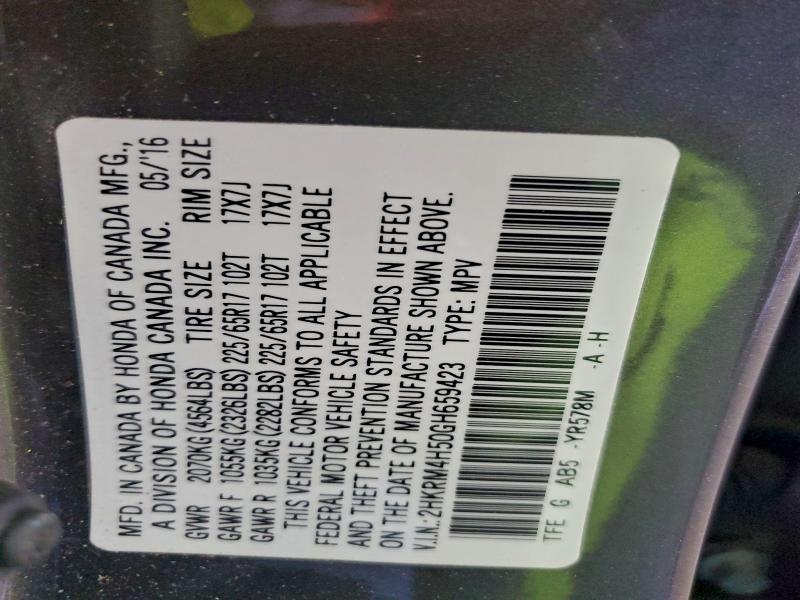 MFD. IN CANADA BY HONDA OF CANADA MFG.,
A DIVISION OF HONDA CANADA INC. 05/'16
GVWR 2070KG (4564LBS) TIRE SIZE RIM SIZE
GAWR F 1055KG (2326LBS) 225/65R17 102T 17X7J
GAWR R 1035KG (2282LBS) 225/65R17 102T 17X7J
THIS VEHICLE CONFORMS TO ALL APPLICABLE
FEDERAL MOTOR VEHICLE SAFETY
AND THEFT PREVENTION STANDARDS IN EFFECT
ON THE DATE OF MANUFACTURE SHOWN ABOVE.
V.I.N.: 2HKRM4H50GH659423 TYPE: MPV
TFE G AB5 -YR578M -A -H